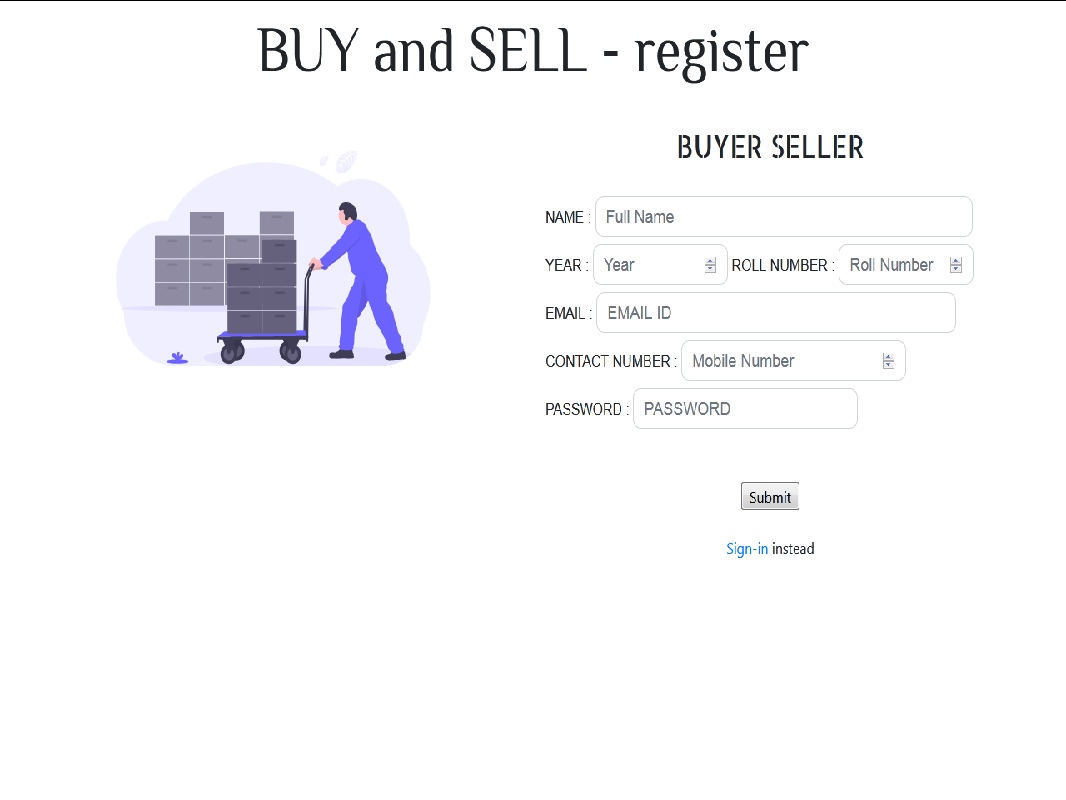 BUY and SELL - register
BUYER SELLER
NAME : Full Name
YEAR : Year ROLL NUMBER : Roll Number
EMAIL : EMAIL ID
CONTACT NUMBER : Mobile Number
PASSWORD : PASSWORD
Submit
Sign-in instead